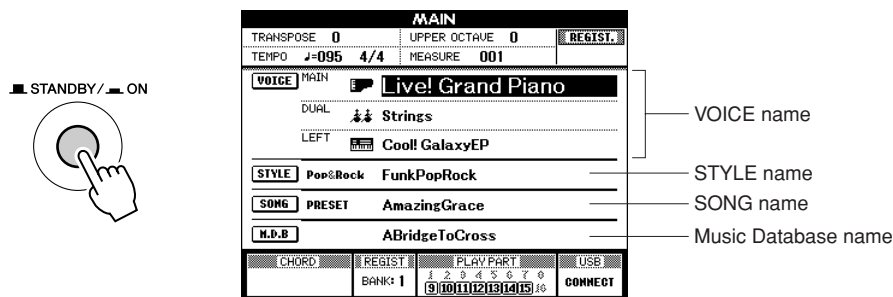 STANDBY/ ON
MAIN
TRANSPOSE 0 UPPER OCTAVE 0 REGIST.
TEMPO ♩=095 4/4 MEASURE 001
VOICE MAIN Live! Grand Piano
DUAL Strings
LEFT Cool! GalaxyEP
VOICE name
STYLE Pop&Rock FunkPopRock
STYLE name
SONG PRESET AmazingGrace
SONG name
M.D.B ABridgeToCross
Music Database name
CHORD REGIST PLAY PART USB
BANK: 1 1 2 3 4 5 6 7 8 CONNECT
9 10 11 12 13 14 15 16